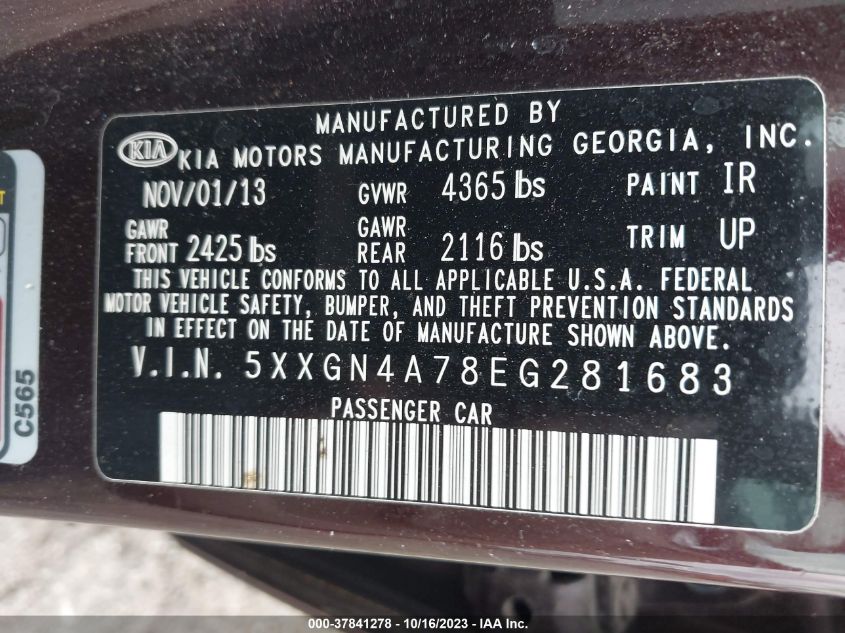 MANUFACTURED BY
KIA KIA MOTORS MANUFACTURING GEORGIA, INC.
NOV/01/13 GVWR 4365 lbs PAINT IR
GAWR FRONT 2425 lbs GAWR REAR 2116 lbs TRIM UP
THIS VEHICLE CONFORMS TO ALL APPLICABLE U.S.A. FEDERAL
MOTOR VEHICLE SAFETY, BUMPER, AND THEFT PREVENTION STANDARDS
IN EFFECT ON THE DATE OF MANUFACTURE SHOWN ABOVE.
V.I.N. 5XXGN4A78EG281683
PASSENGER CAR
C565
000-37841278 - 10/16/2023 - IAA Inc.